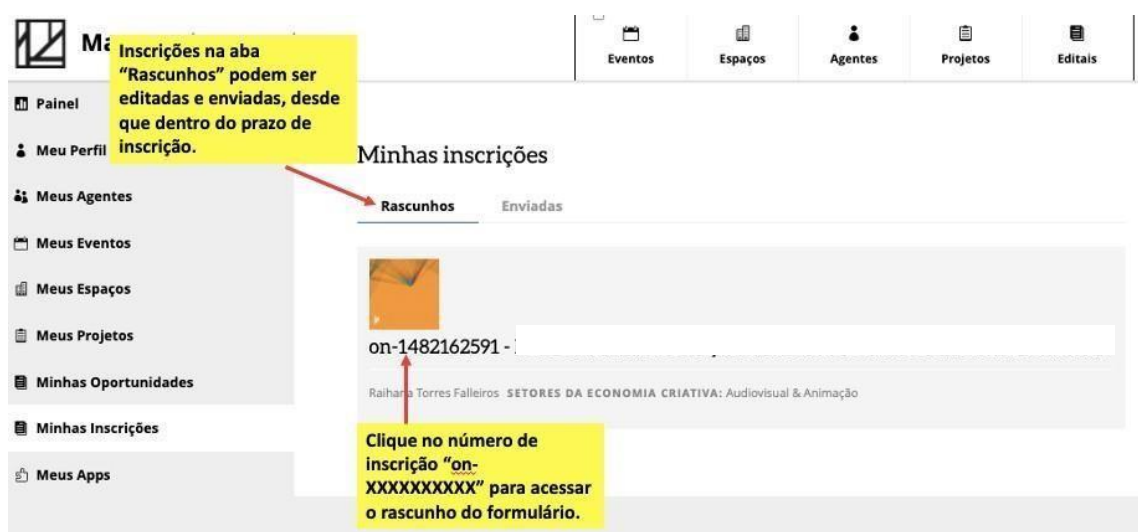 Ma
Eventos
Espaços
Agentes
Projetos
Editais
Inscrições na aba
“Rascunhos” podem ser
editadas e enviadas, desde
que dentro do prazo de
inscrição.
Painel
Meu Perfil
Meus Agentes
Meus Eventos
Meus Espaços
Meus Projetos
Minhas Oportunidades
Minhas Inscrições
Meus Apps
Minhas inscrições
Rascunhos Enviadas
on-1482162591 -
Raihana Torres Falleiros SETORES DA ECONOMIA CRIATIVA: Audiovisual & Animação
Clique no número de
inscrição “on-
XXXXXXXXXX” para acessar
o rascunho do formulário.